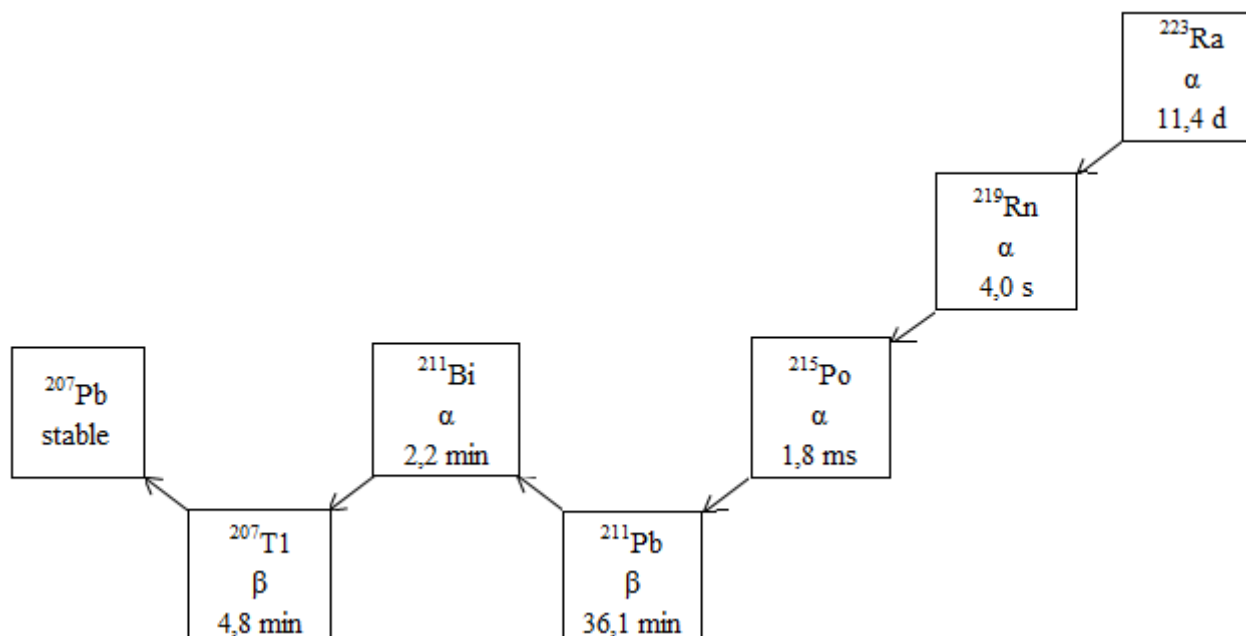 ²²³Ra
α
11,4 d
²¹⁹Rn
α
4,0 s
²¹⁵Po
α
1,8 ms
²¹¹Bi
α
2,2 min
²⁰⁷Pb
stable
²¹¹Pb
β
36,1 min
²⁰⁷T1
β
4,8 min